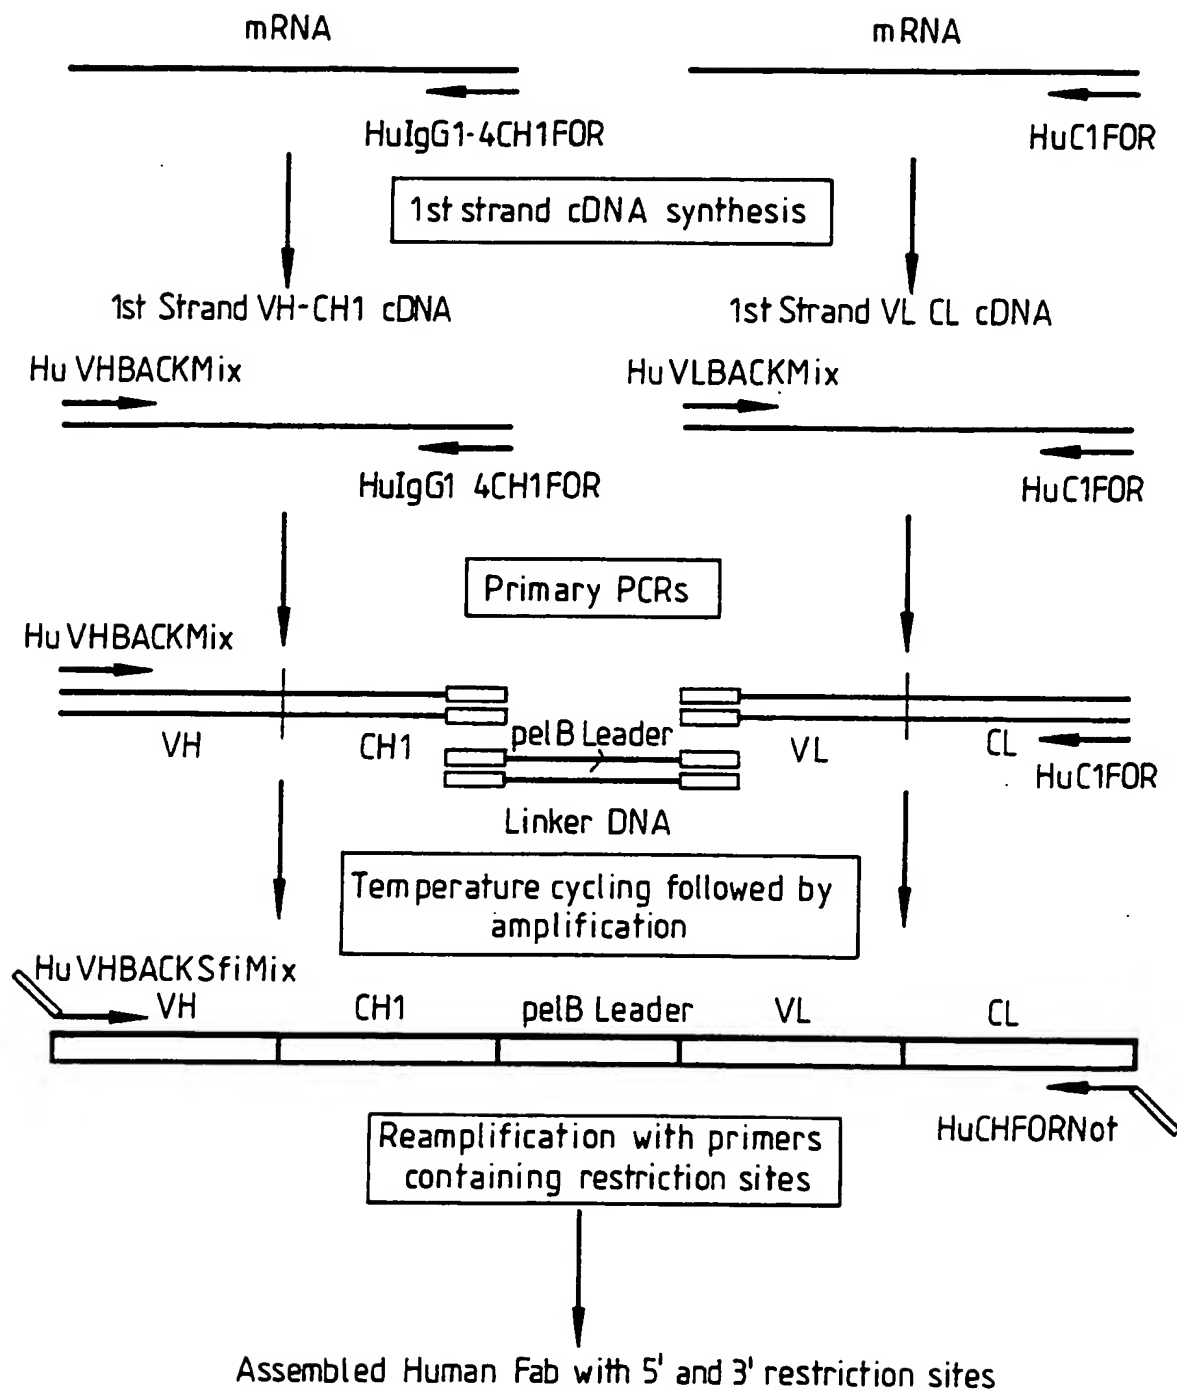 mRNA
mRNA
HuIgG1-4CH1FOR
HuC1FOR
1st strand cDNA synthesis
1st Strand VH-CH1 cDNA
1st Strand VL CL cDNA
Hu VHBACKMix
HuVLBACKMix
HuIgG1 4CH1FOR
HuC1FOR
Primary PCRs
Hu VHBACKMix
VH
CH1
pelB Leader
VL
CL
HuC1FOR
Linker DNA
Temperature cycling followed by
amplification
Hu VHBACKSfiMix
VH
CH1
pelB Leader
VL
CL
HuCHFORNot
Reamplification with primers
containing restriction sites
Assembled Human Fab with 5' and 3' restriction sites